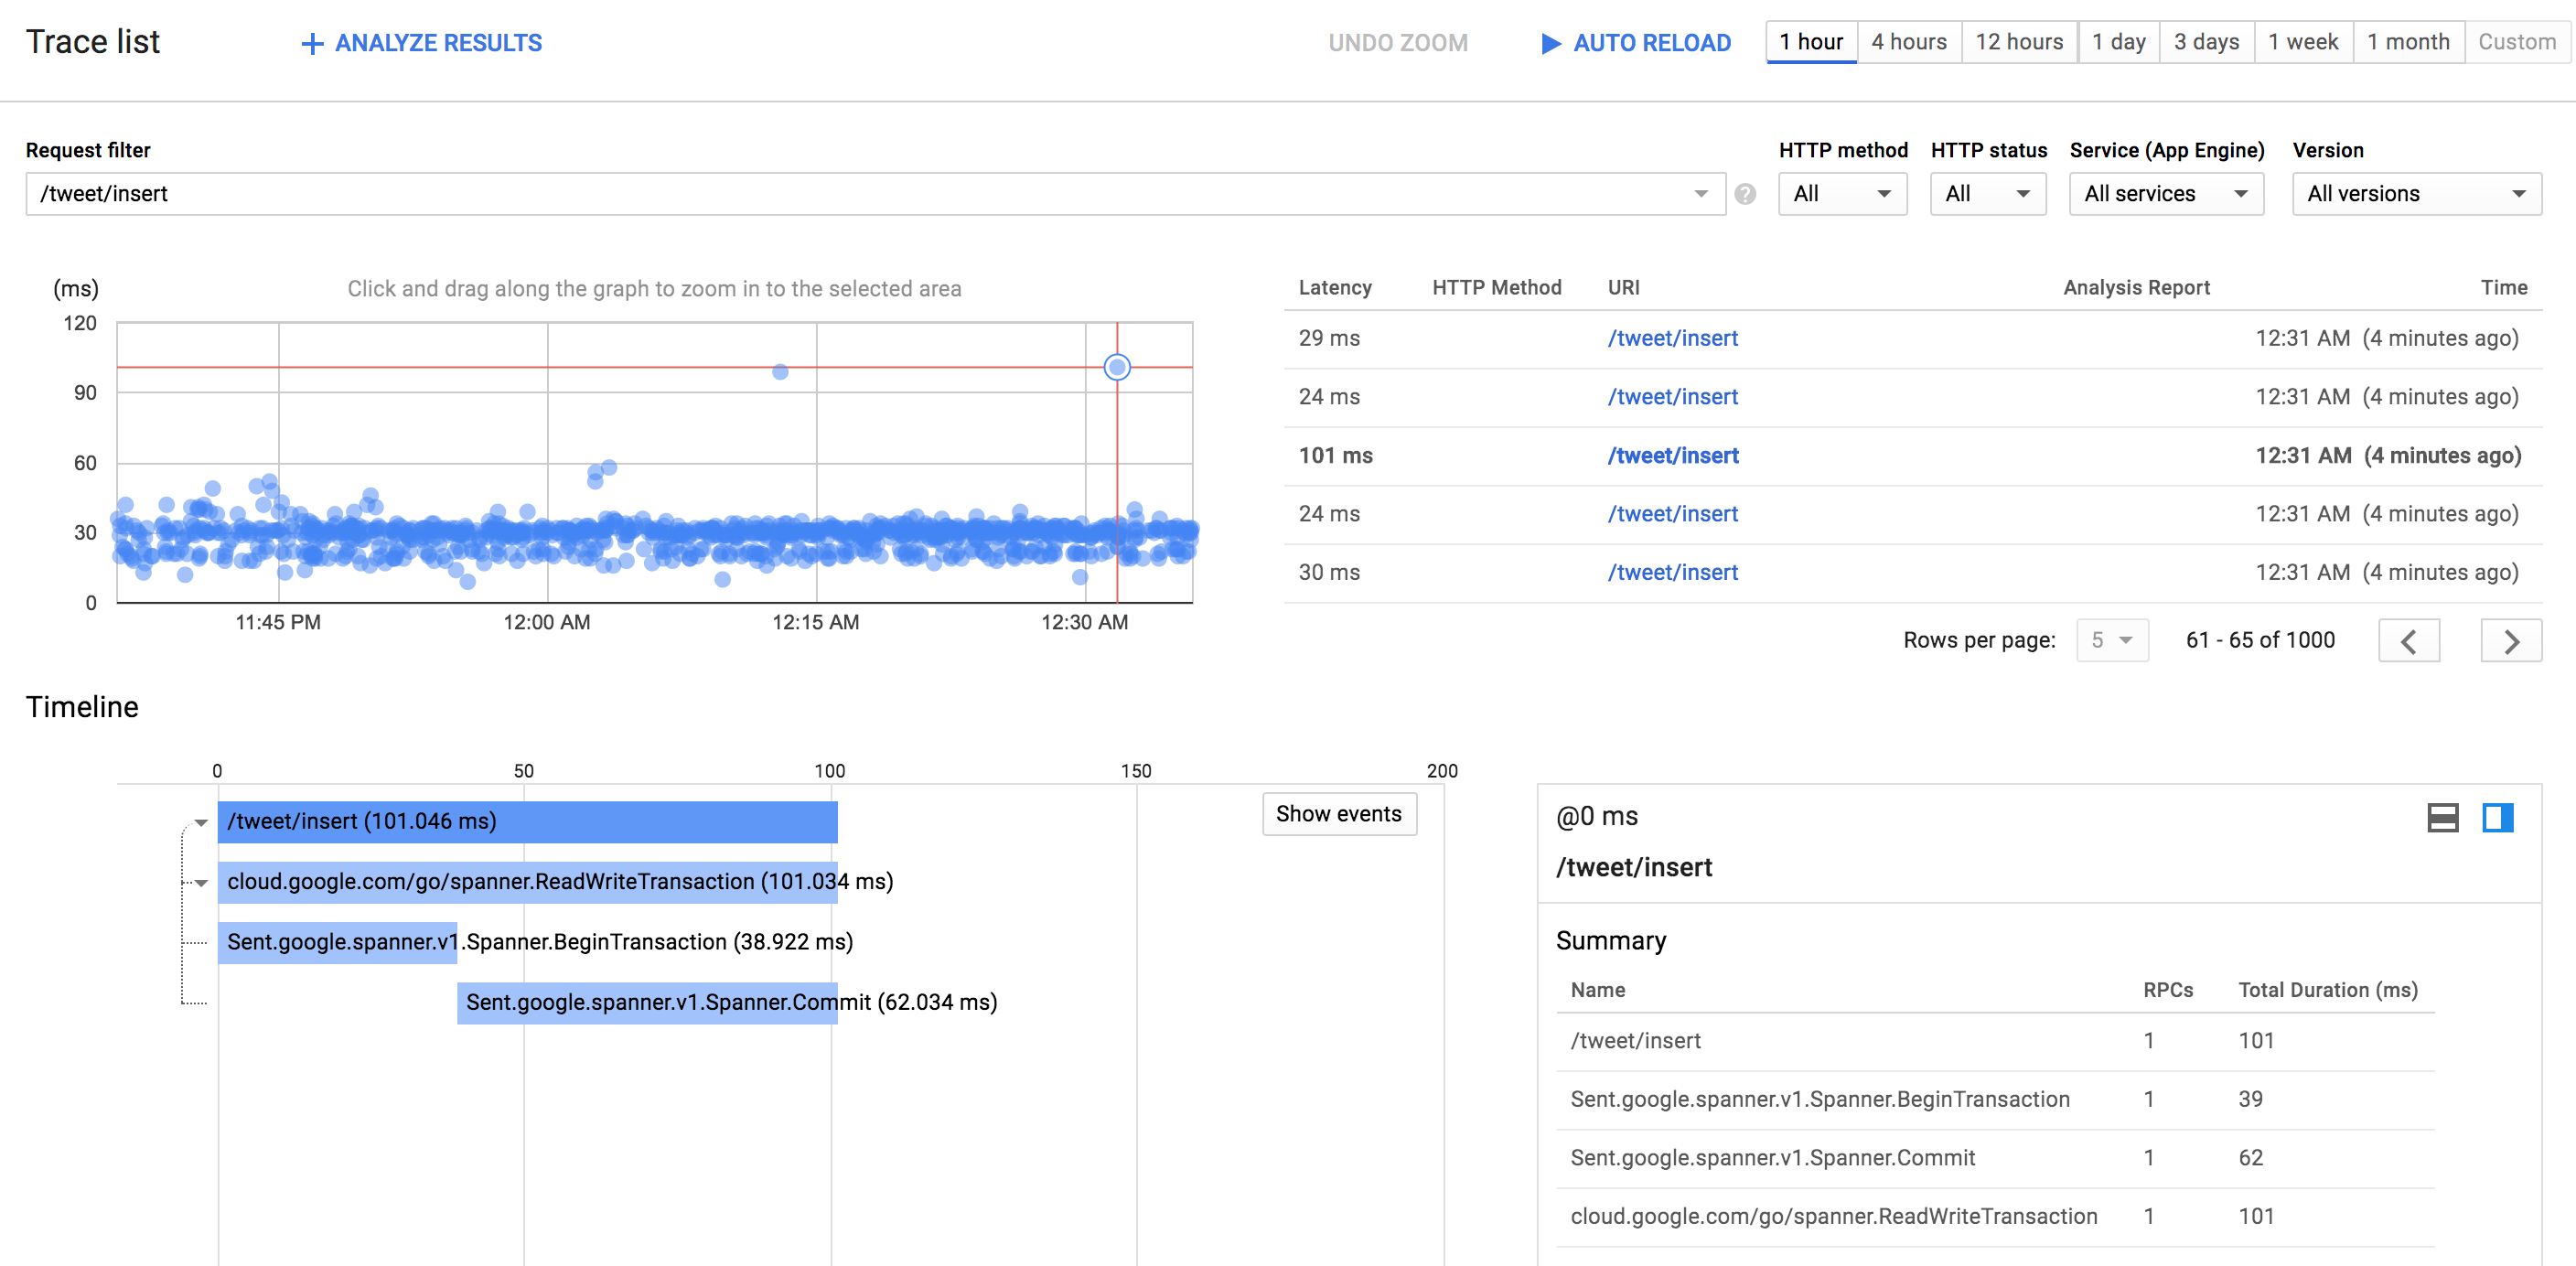 Trace list
ANALYZE RESULTS
UNDO ZOOM
AUTO RELOAD
1 hour
4 hours
12 hours
1 day
3 days
1 week
1 month
Custom
Request filter
HTTP method
HTTP status
Service (App Engine)
Version
/tweet/insert
?
All
All
All services
All versions
(ms)
Click and drag along the graph to zoom in to the selected area
120
90
60
30
0
11:45 PM
12:00 AM
12:15 AM
12:30 AM
Latency HTTP Method URI Analysis Report Time
29 ms /tweet/insert 12:31 AM (4 minutes ago)
24 ms /tweet/insert 12:31 AM (4 minutes ago)
101 ms /tweet/insert 12:31 AM (4 minutes ago)
24 ms /tweet/insert 12:31 AM (4 minutes ago)
30 ms /tweet/insert 12:31 AM (4 minutes ago)
Rows per page: 5 61 - 65 of 1000
Timeline
0 50 100 150 200
/tweet/insert (101.046 ms)
Show events
cloud.google.com/go/spanner.ReadWriteTransaction (101.034 ms)
Sent.google.spanner.v1.Spanner.BeginTransaction (38.922 ms)
Sent.google.spanner.v1.Spanner.Commit (62.034 ms)
@0 ms
/tweet/insert
Summary
Name RPCs Total Duration (ms)
/tweet/insert 1 101
Sent.google.spanner.v1.Spanner.BeginTransaction 1 39
Sent.google.spanner.v1.Spanner.Commit 1 62
cloud.google.com/go/spanner.ReadWriteTransaction 1 101